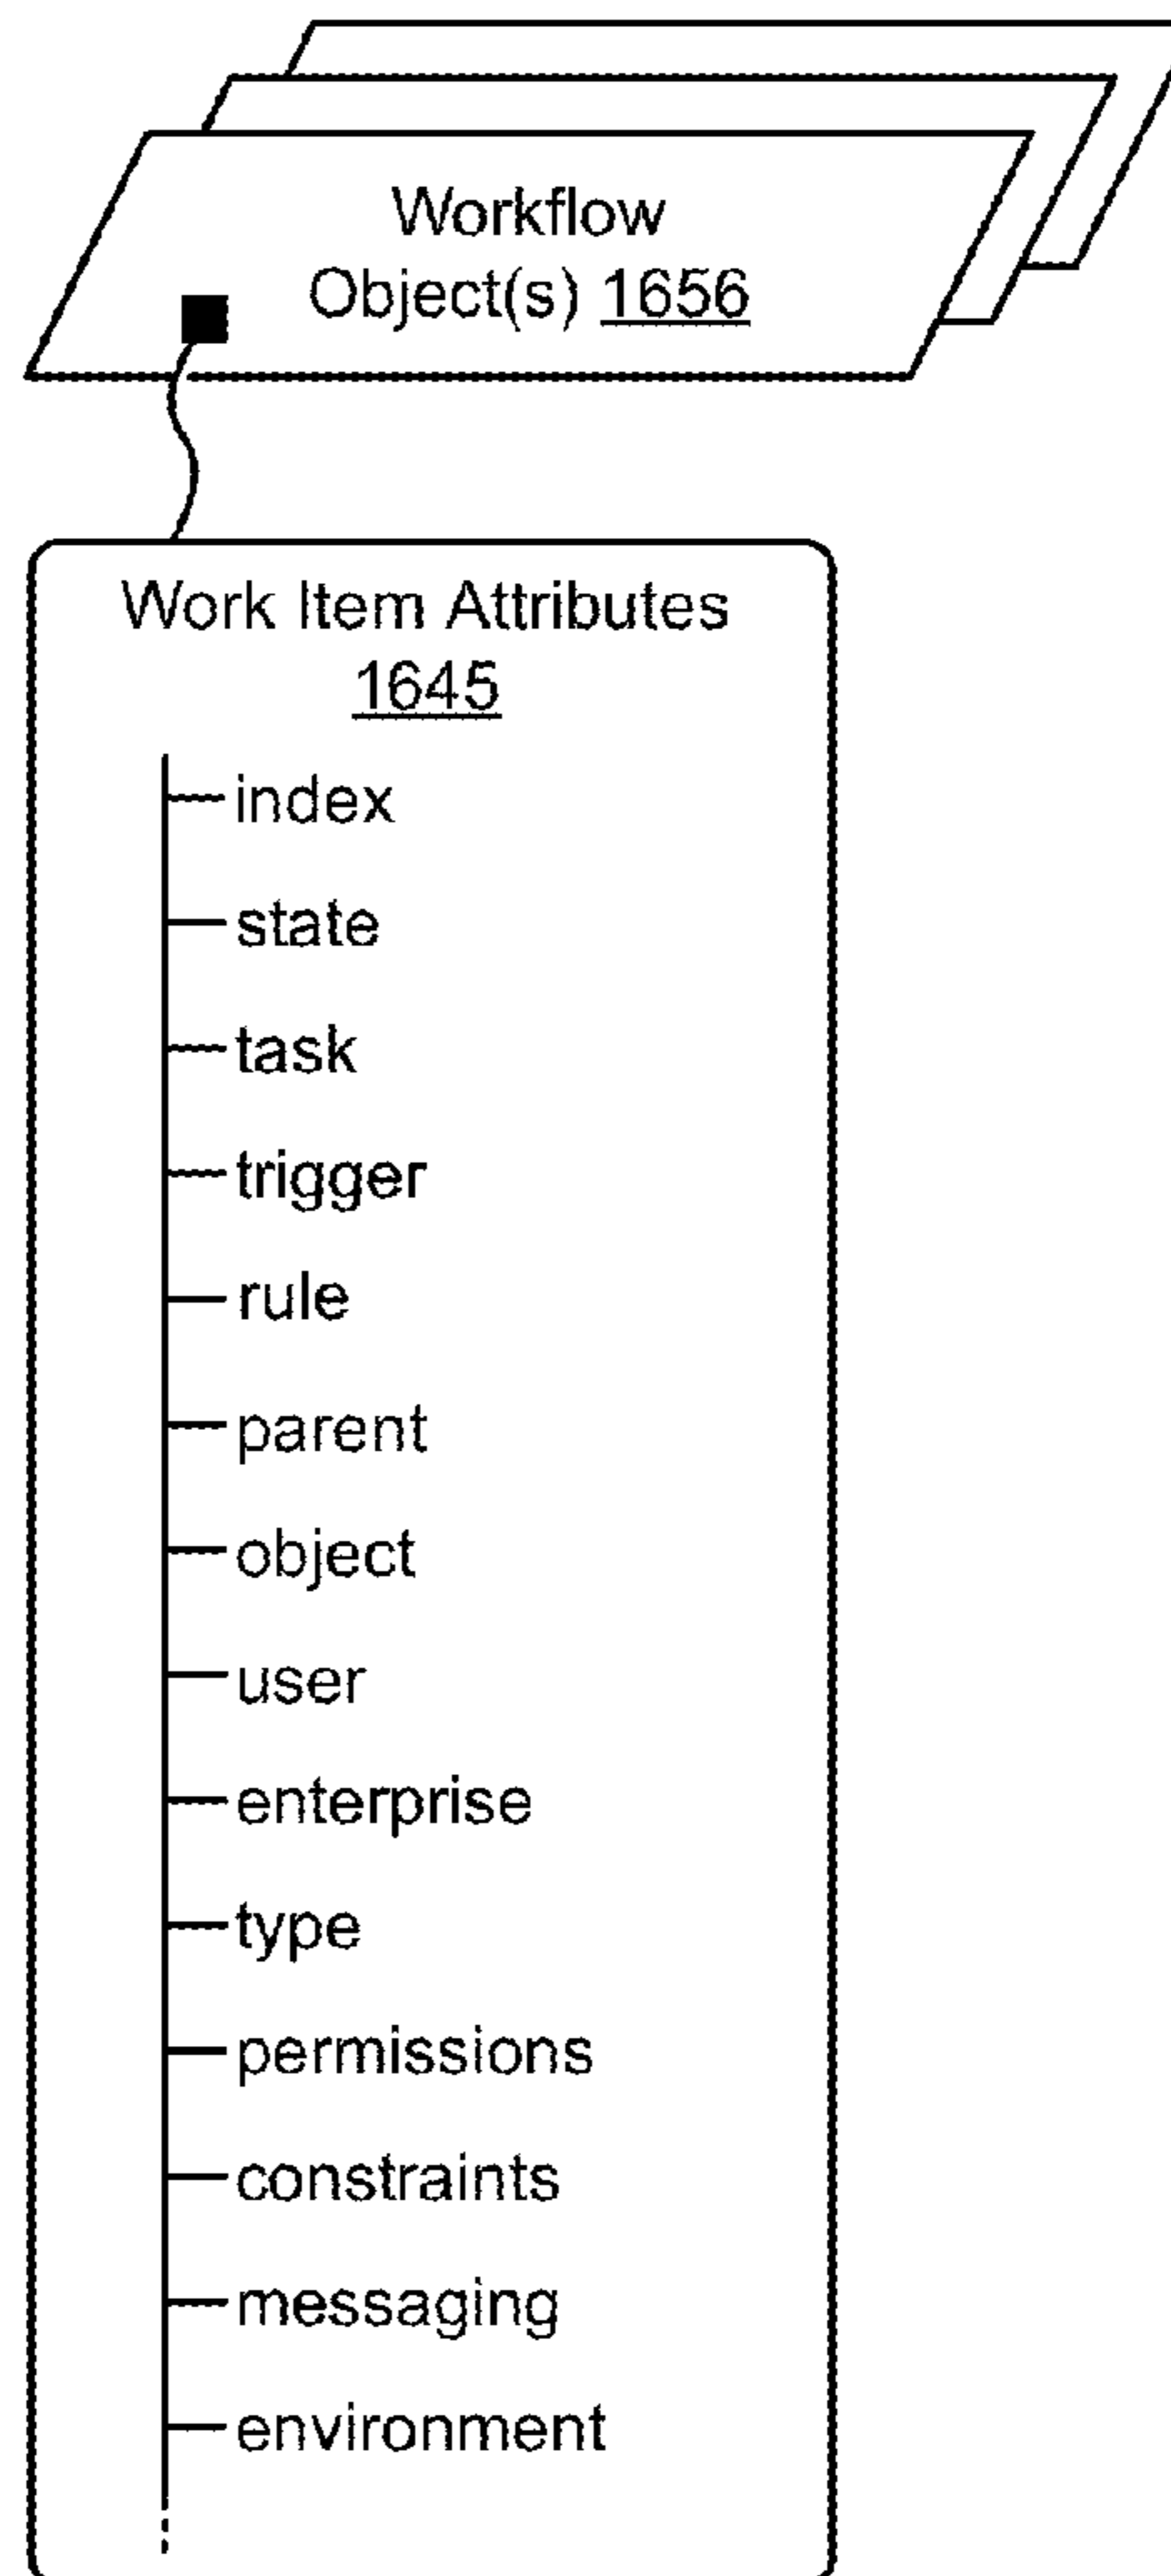 Workflow
Object(s) 1656
Work Item Attributes
1645
index
state
task
trigger
rule
parent
object
user
enterprise
type
permissions
constraints
messaging
environment